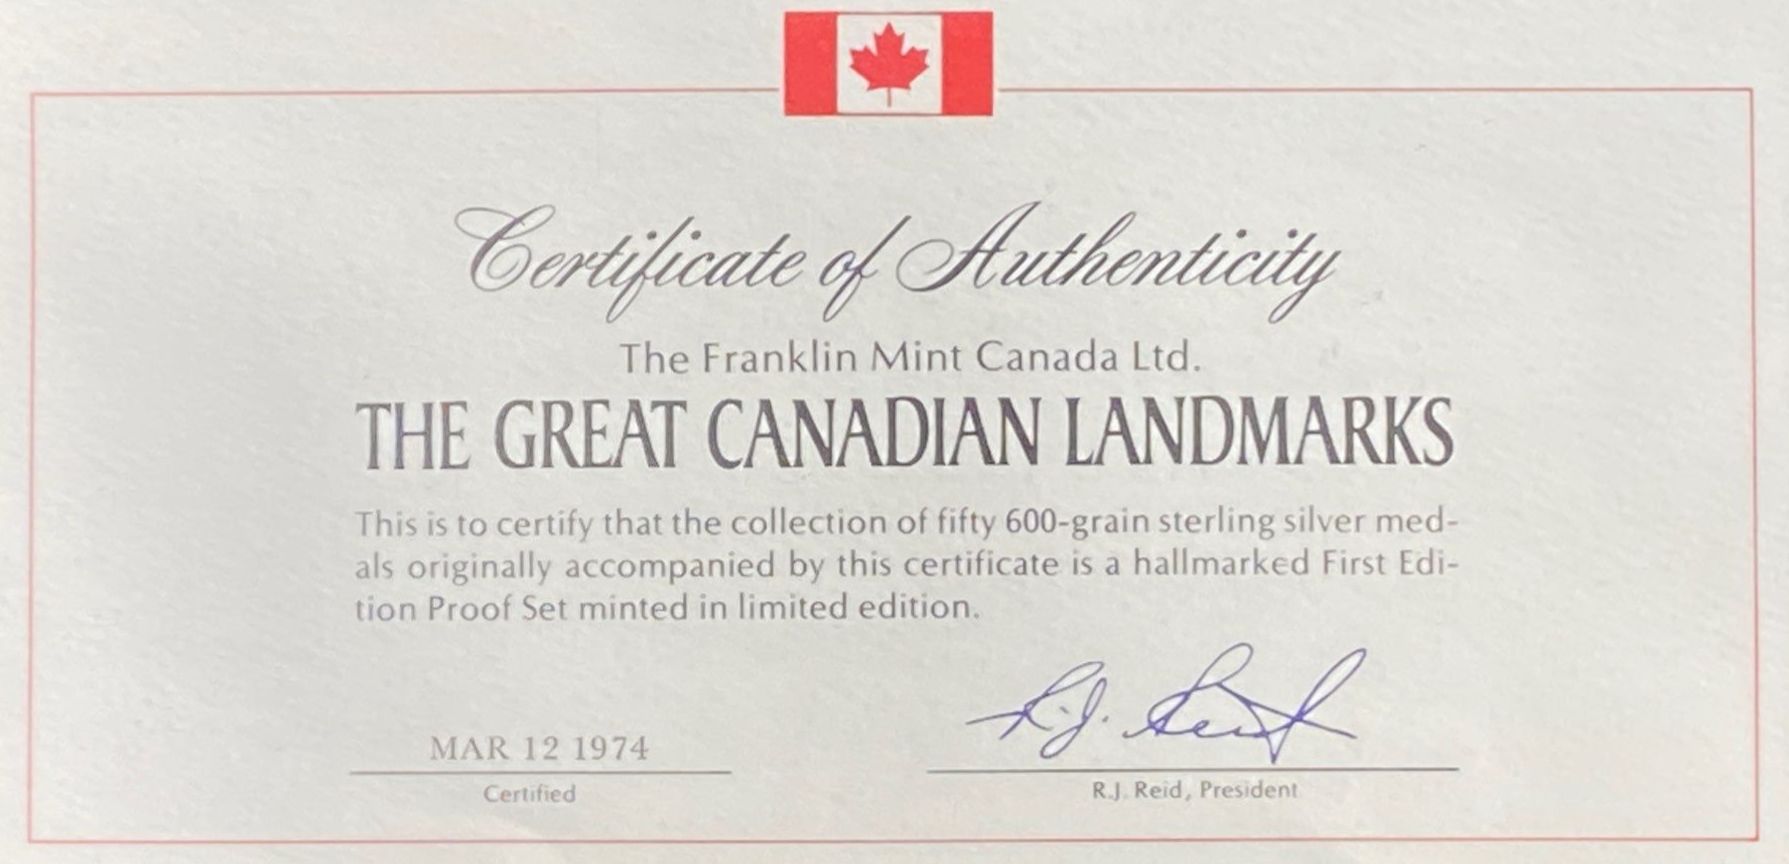 Certificate of Authenticity
The Franklin Mint Canada Ltd.
THE GREAT CANADIAN LANDMARKS
This is to certify that the collection of fifty 600-grain sterling silver med-
als originally accompanied by this certificate is a hallmarked First Edi-
tion Proof Set minted in limited edition.
R.J. Reid
MAR 12 1974
Certified
R.J. Reid, President